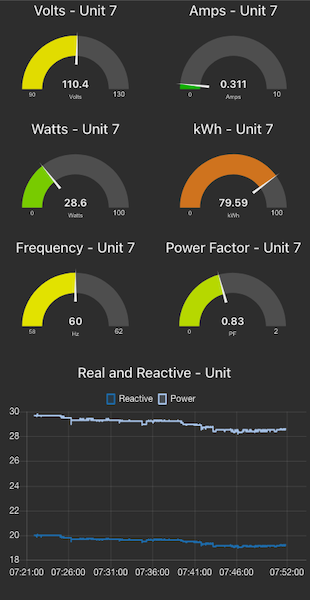 Volts - Unit 7
Amps - Unit 7
110.4
0.311
90
Volts
130
0
Amps
10
Watts - Unit 7
kWh - Unit 7
28.6
79.59
0
Watts
100
0
kWh
100
Frequency - Unit 7
Power Factor - Unit 7
60
0.83
58
Hz
62
0
PF
2
Real and Reactive - Unit
Reactive
Power
30
28
26
24
22
20
18
07:21:00
07:26:00
07:31:00
07:36:00
07:41:00
07:46:00
07:52:00